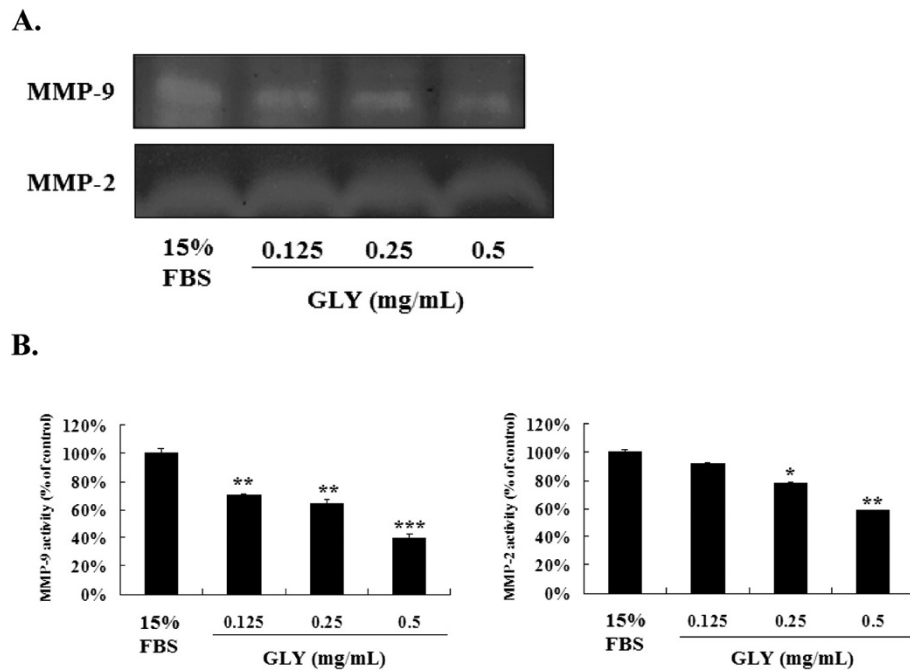 A.
MMP-9
MMP-2
15%
FBS
0.125 0.25 0.5
GLY (mg/mL)
B.
MMP-9 activity (% of control)
120%
100%
80%
60%
40%
20%
0%
**
**
***
15%
FBS
0.125 0.25 0.5
GLY (mg/mL)
MMP-2 activity (% of control)
120%
100%
80%
60%
40%
20%
0%
*
**
15%
FBS
0.125 0.25 0.5
GLY (mg/mL)